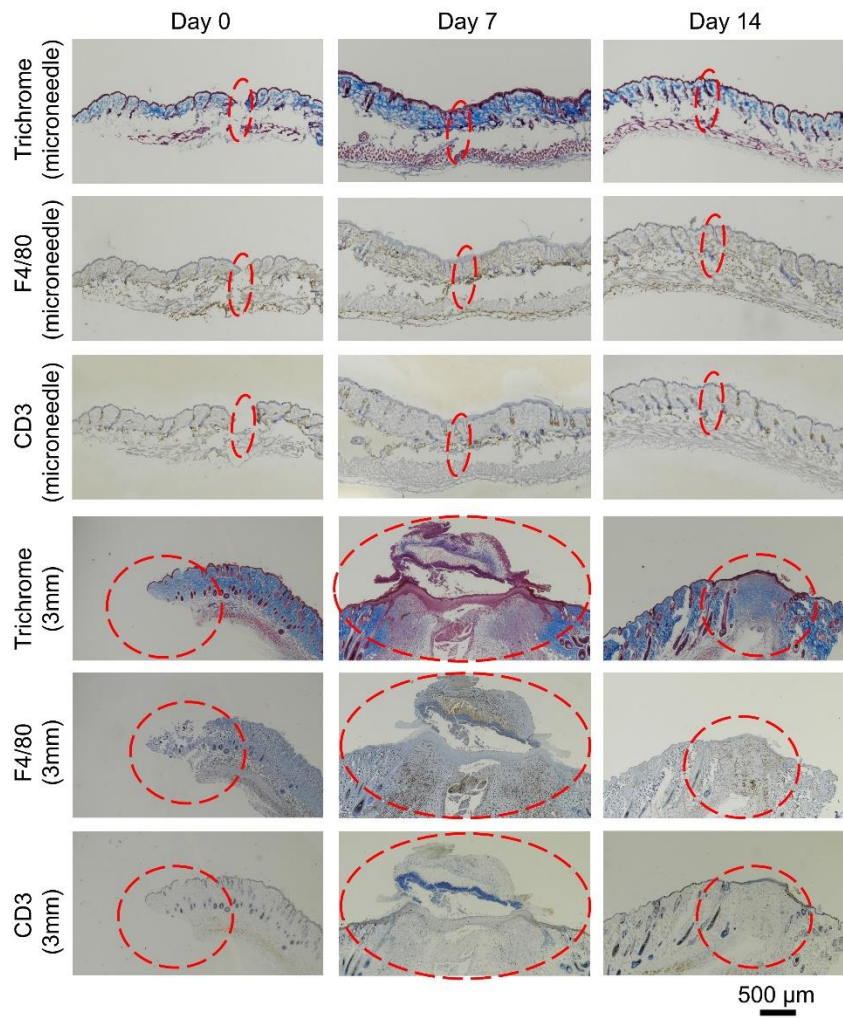 Day 0 Day 7 Day 14
Trichrome
(microneedle)
F4/80
(microneedle)
CD3
(microneedle)
Trichrome
(3mm)
F4/80
(3mm)
CD3
(3mm)
500 µm